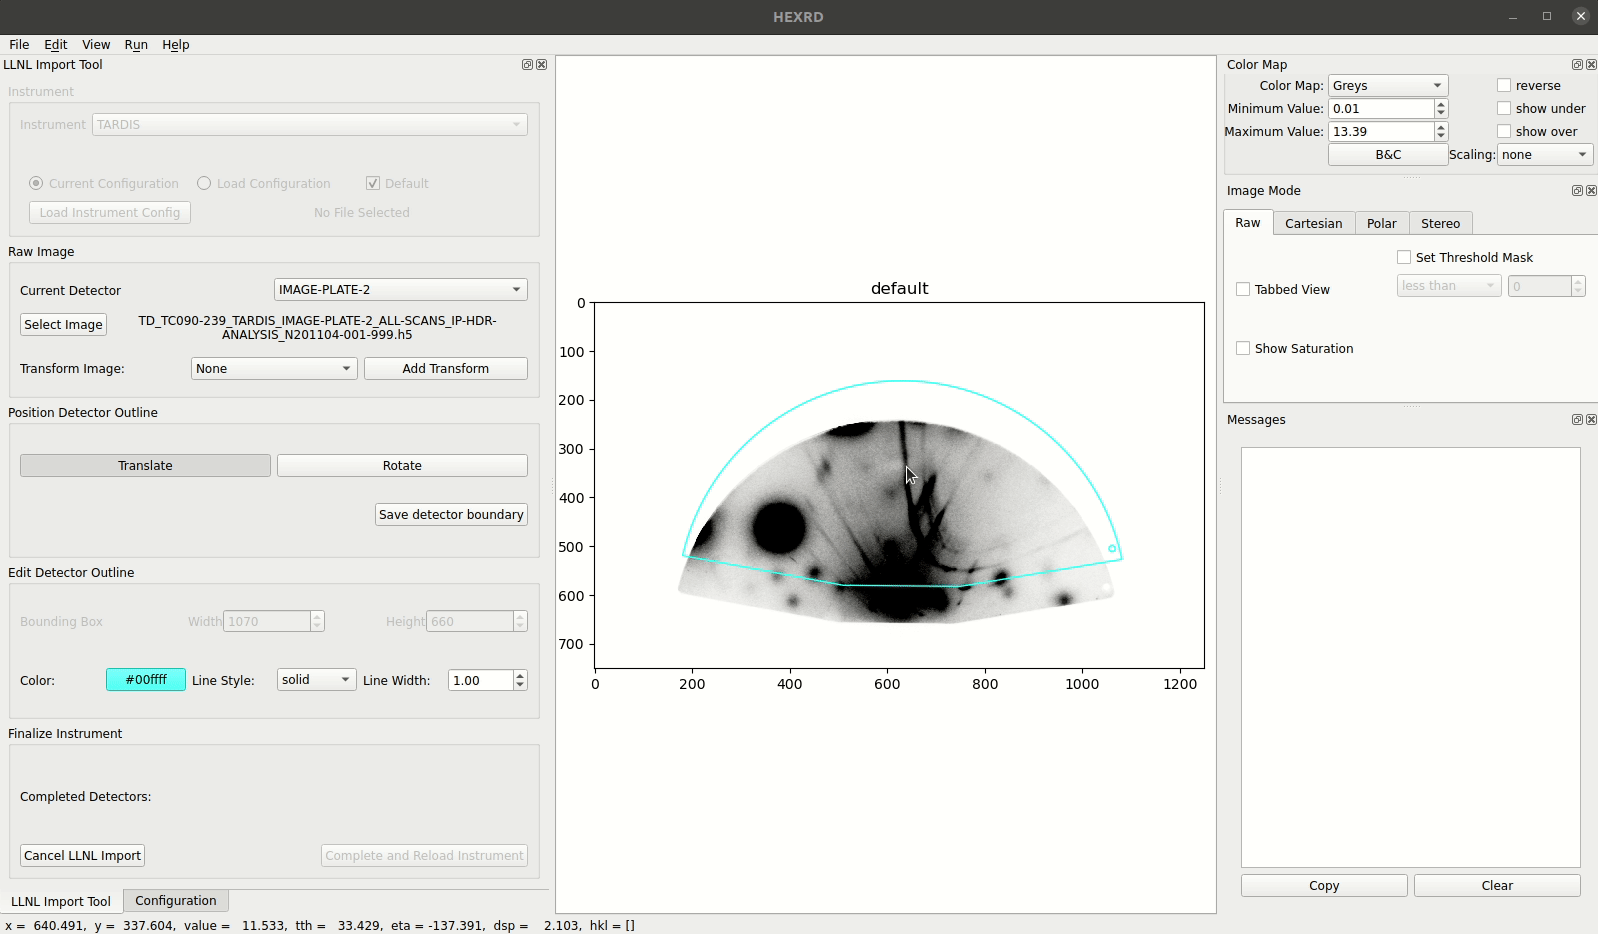 HEXRD
File Edit View Run Help
LLNL Import Tool
Instrument
Instrument TARDIS
Current Configuration Load Configuration Default
Load Instrument Config No File Selected
Raw Image
Current Detector IMAGE-PLATE-2
Select Image TD_TC090-239_TARDIS_IMAGE-PLATE-2_ALL-SCANS_IP-HDR-
ANALYSIS_N201104-001-999.h5
Transform Image: None Add Transform
Position Detector Outline
Translate Rotate
Save detector boundary
Edit Detector Outline
Bounding Box Width 1070 Height 660
Color: #00ffff Line Style: solid Line Width: 1.00
Finalize Instrument
Completed Detectors:
Cancel LLNL Import Complete and Reload Instrument
LLNL Import Tool Configuration
x = 640.491, y = 337.604, value = 11.533, tth = 33.429, eta = -137.391, dsp = 2.103, hkl = []
default
0
100
200
300
400
500
600
700
0 200 400 600 800 1000 1200
Color Map
Color Map: Greys reverse
Minimum Value: 0.01 show under
Maximum Value: 13.39 show over
B&C Scaling: none
Image Mode
Raw Cartesian Polar Stereo
Set Threshold Mask
Tabbed View less than 0
Show Saturation
Messages
Copy Clear